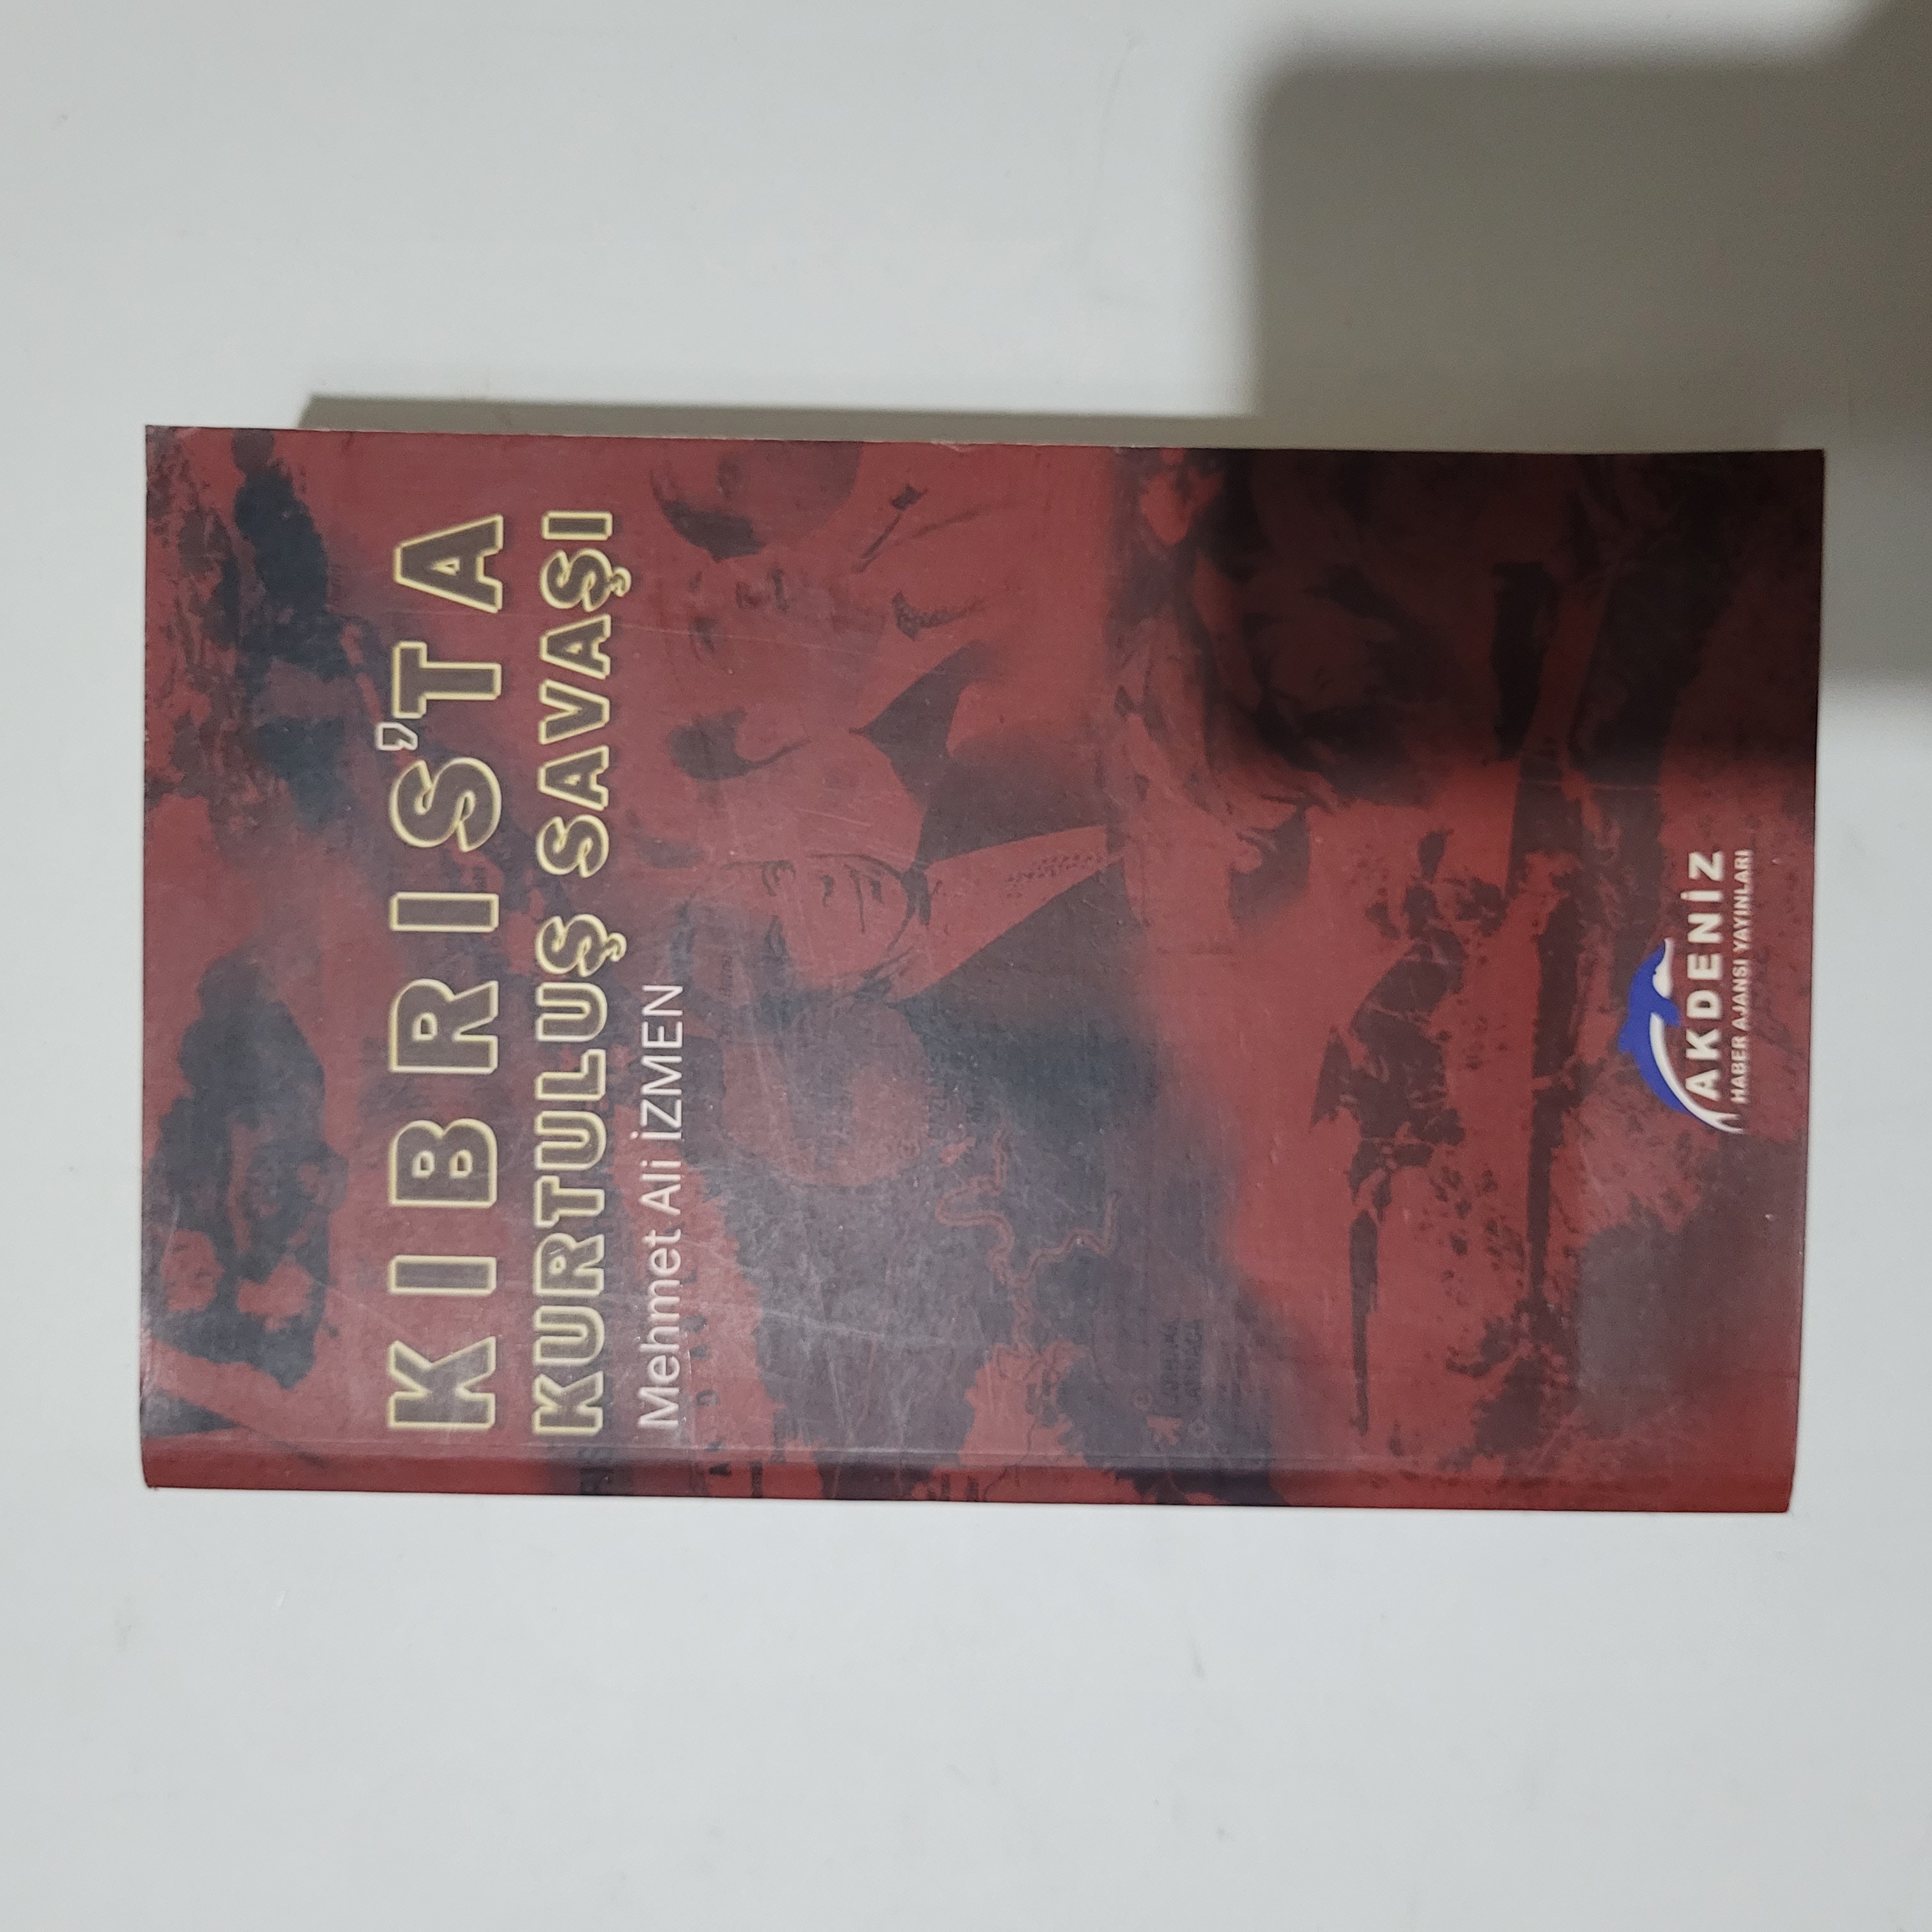 KIBRIS'TA
KURTULUŞ SAVAŞI
Mehmet Ali İZMEN
AKDENİZ
HABER AJANSI YAYINLARI